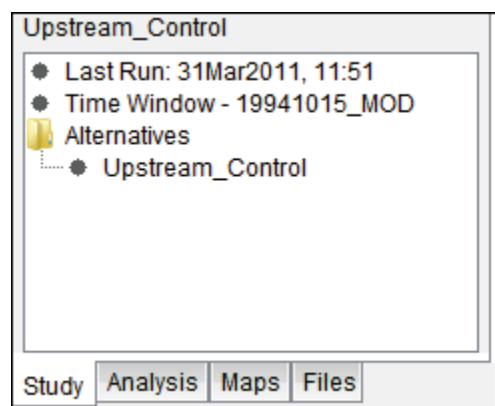 Upstream_Control
Last Run: 31Mar2011, 11:51
Time Window - 19941015_MOD
Alternatives
Upstream_Control
Study Analysis Maps Files